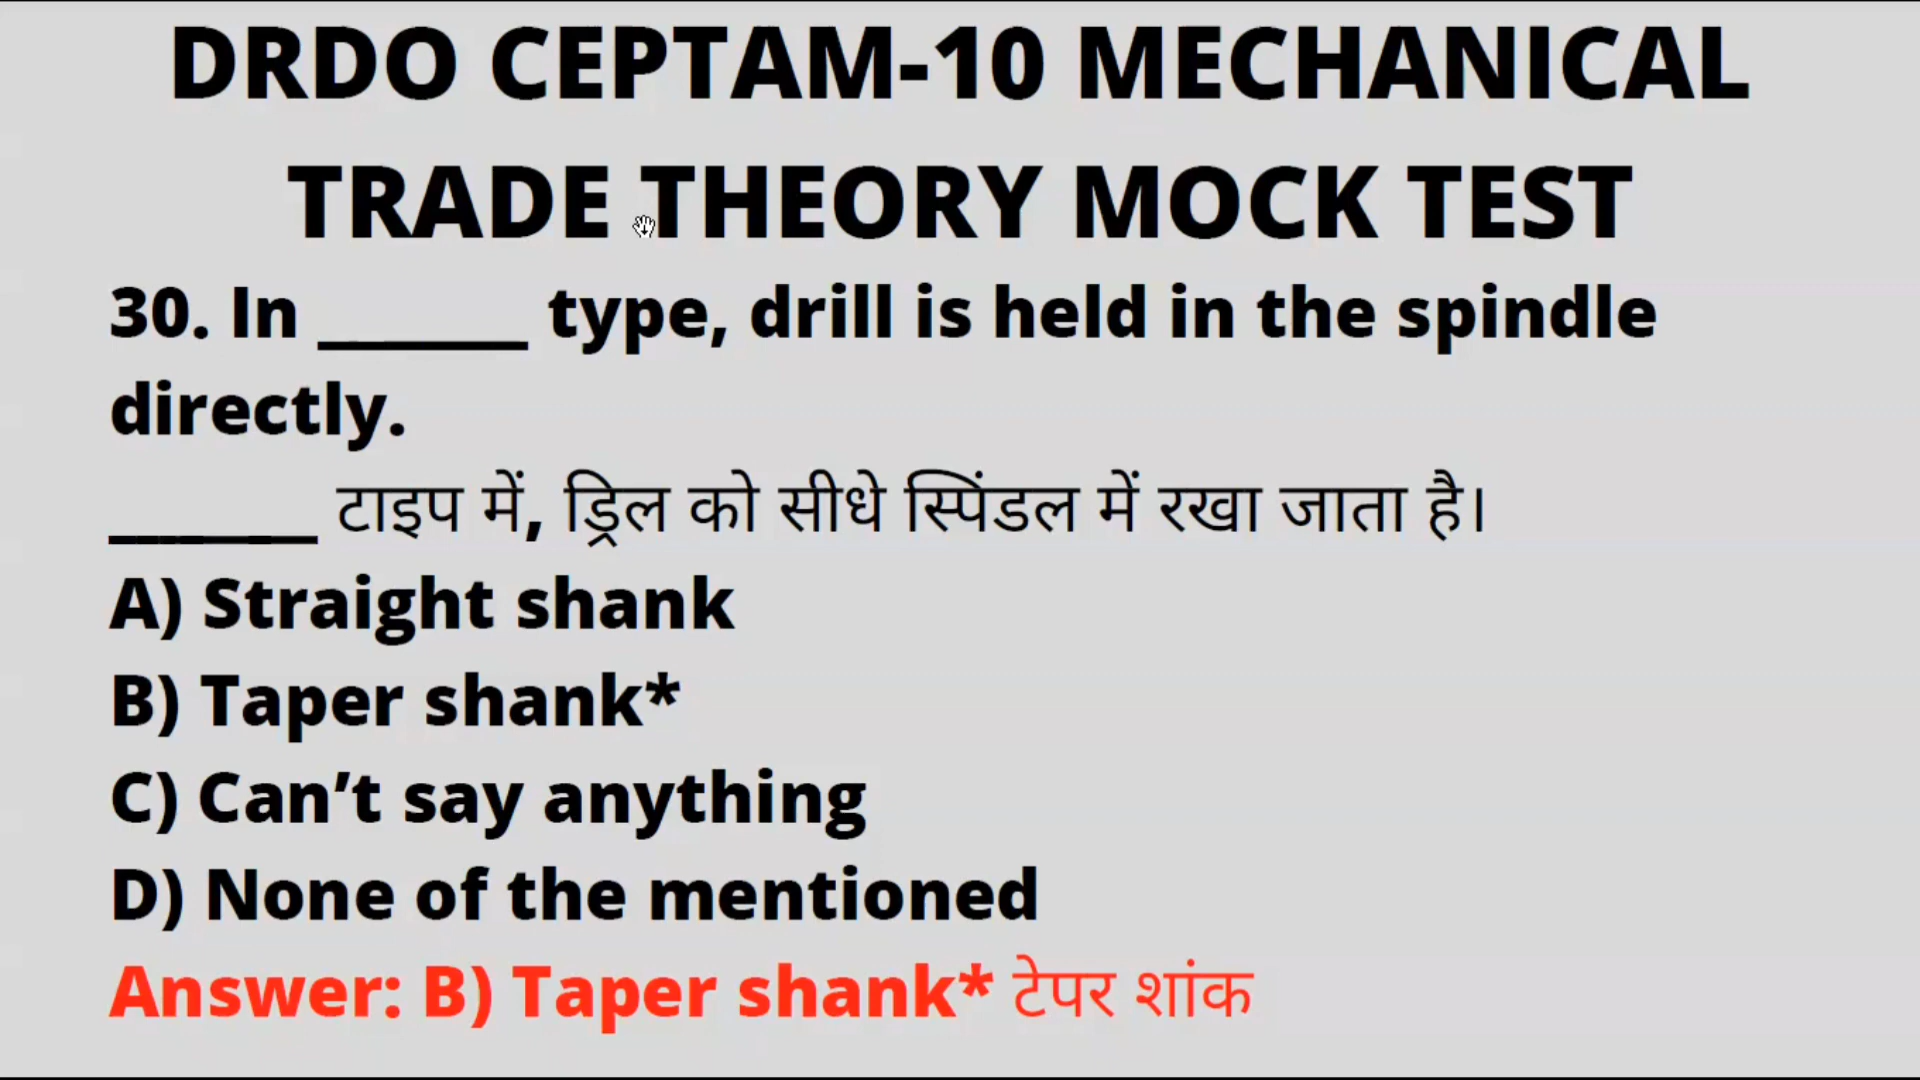 DRDO CEPTAM-10 MECHANICAL
TRADE THEORY MOCK TEST
30. In ______ type, drill is held in the spindle
directly.
______ टाइप में, ड्रिल को सीधे स्पिंडल में रखा जाता है।
A) Straight shank
B) Taper shank*
C) Can’t say anything
D) None of the mentioned
Answer: B) Taper shank* टेपर शांक